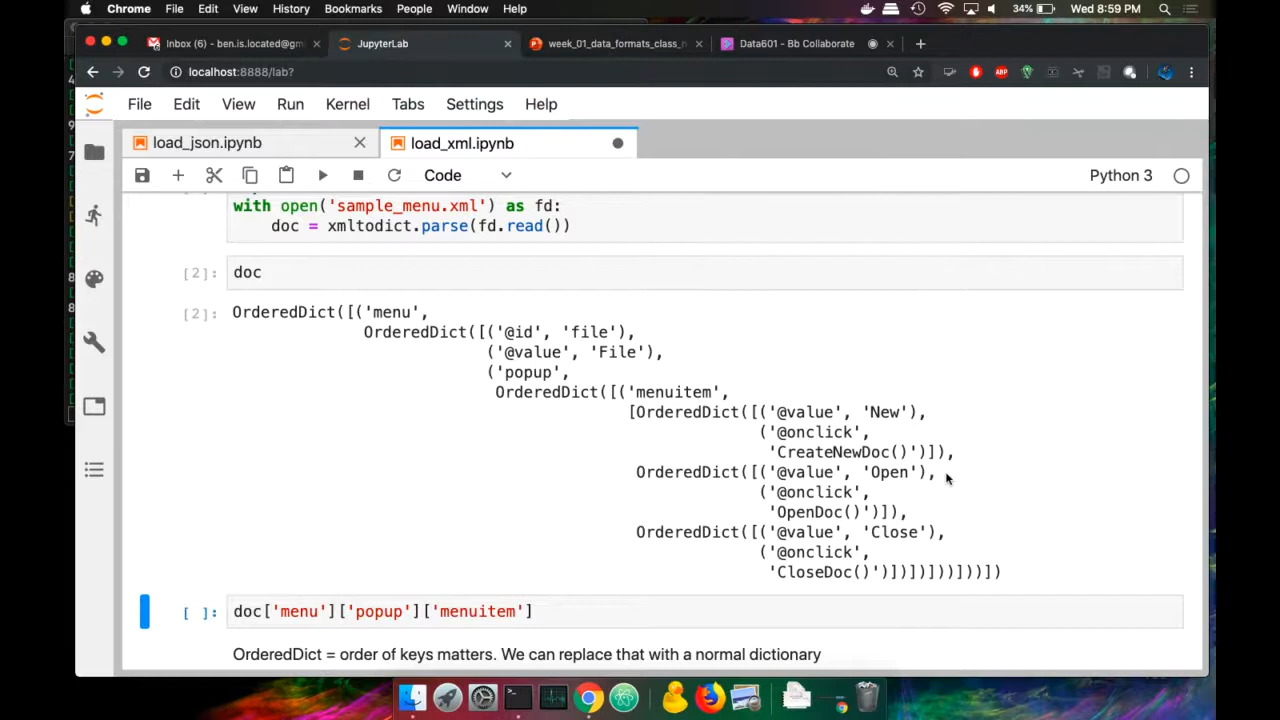 Chrome File Edit View History Bookmarks People Window Help 34% Wed 8:59 PM
Inbox (6) - ben.is.located@gm JupyterLab week_01_data_formats_class_n Data601 - Bb Collaborate
localhost:8888/lab?
ABP
File Edit View Run Kernel Tabs Settings Help
load_json.ipynb load_xml.ipynb
Code Python 3
with open('sample_menu.xml') as fd:
doc = xmltodict.parse(fd.read())
[2]: doc
[2]: OrderedDict([('menu',
OrderedDict([('@id', 'file'),
('@value', 'File'),
('popup',
OrderedDict([('menuitem',
[OrderedDict([('@value', 'New'),
('@onclick',
'CreateNewDoc()')]),
OrderedDict([('@value', 'Open'),
('@onclick',
'OpenDoc()')]),
OrderedDict([('@value', 'Close'),
('@onclick',
'CloseDoc()')])])]))]))])
[ ]: doc['menu']['popup']['menuitem']
OrderedDict = order of keys matters. We can replace that with a normal dictionary